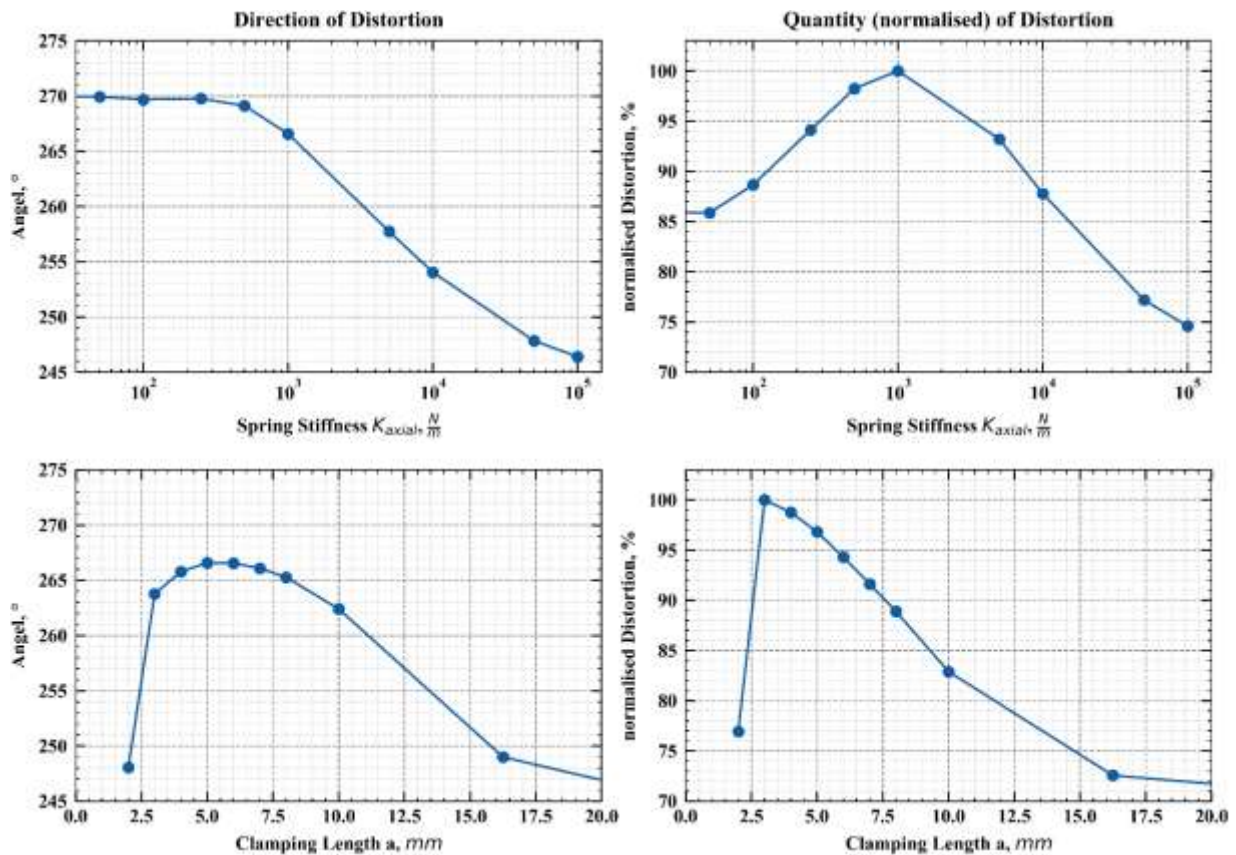 Direction of Distortion
275
270
265
260
255
250
245
Angel, °
10² 10³ 10⁴ 10⁵
Spring Stiffness K_axial, N/m
Quantity (normalised) of Distortion
100
95
90
85
80
75
70
normalised Distortion, %
10² 10³ 10⁴ 10⁵
Spring Stiffness K_axial, N/m
275
270
265
260
255
250
245
Angel, °
0.0 2.5 5.0 7.5 10.0 12.5 15.0 17.5 20.0
Clamping Length a, mm
100
95
90
85
80
75
70
normalised Distortion, %
0.0 2.5 5.0 7.5 10.0 12.5 15.0 17.5 20.0
Clamping Length a, mm